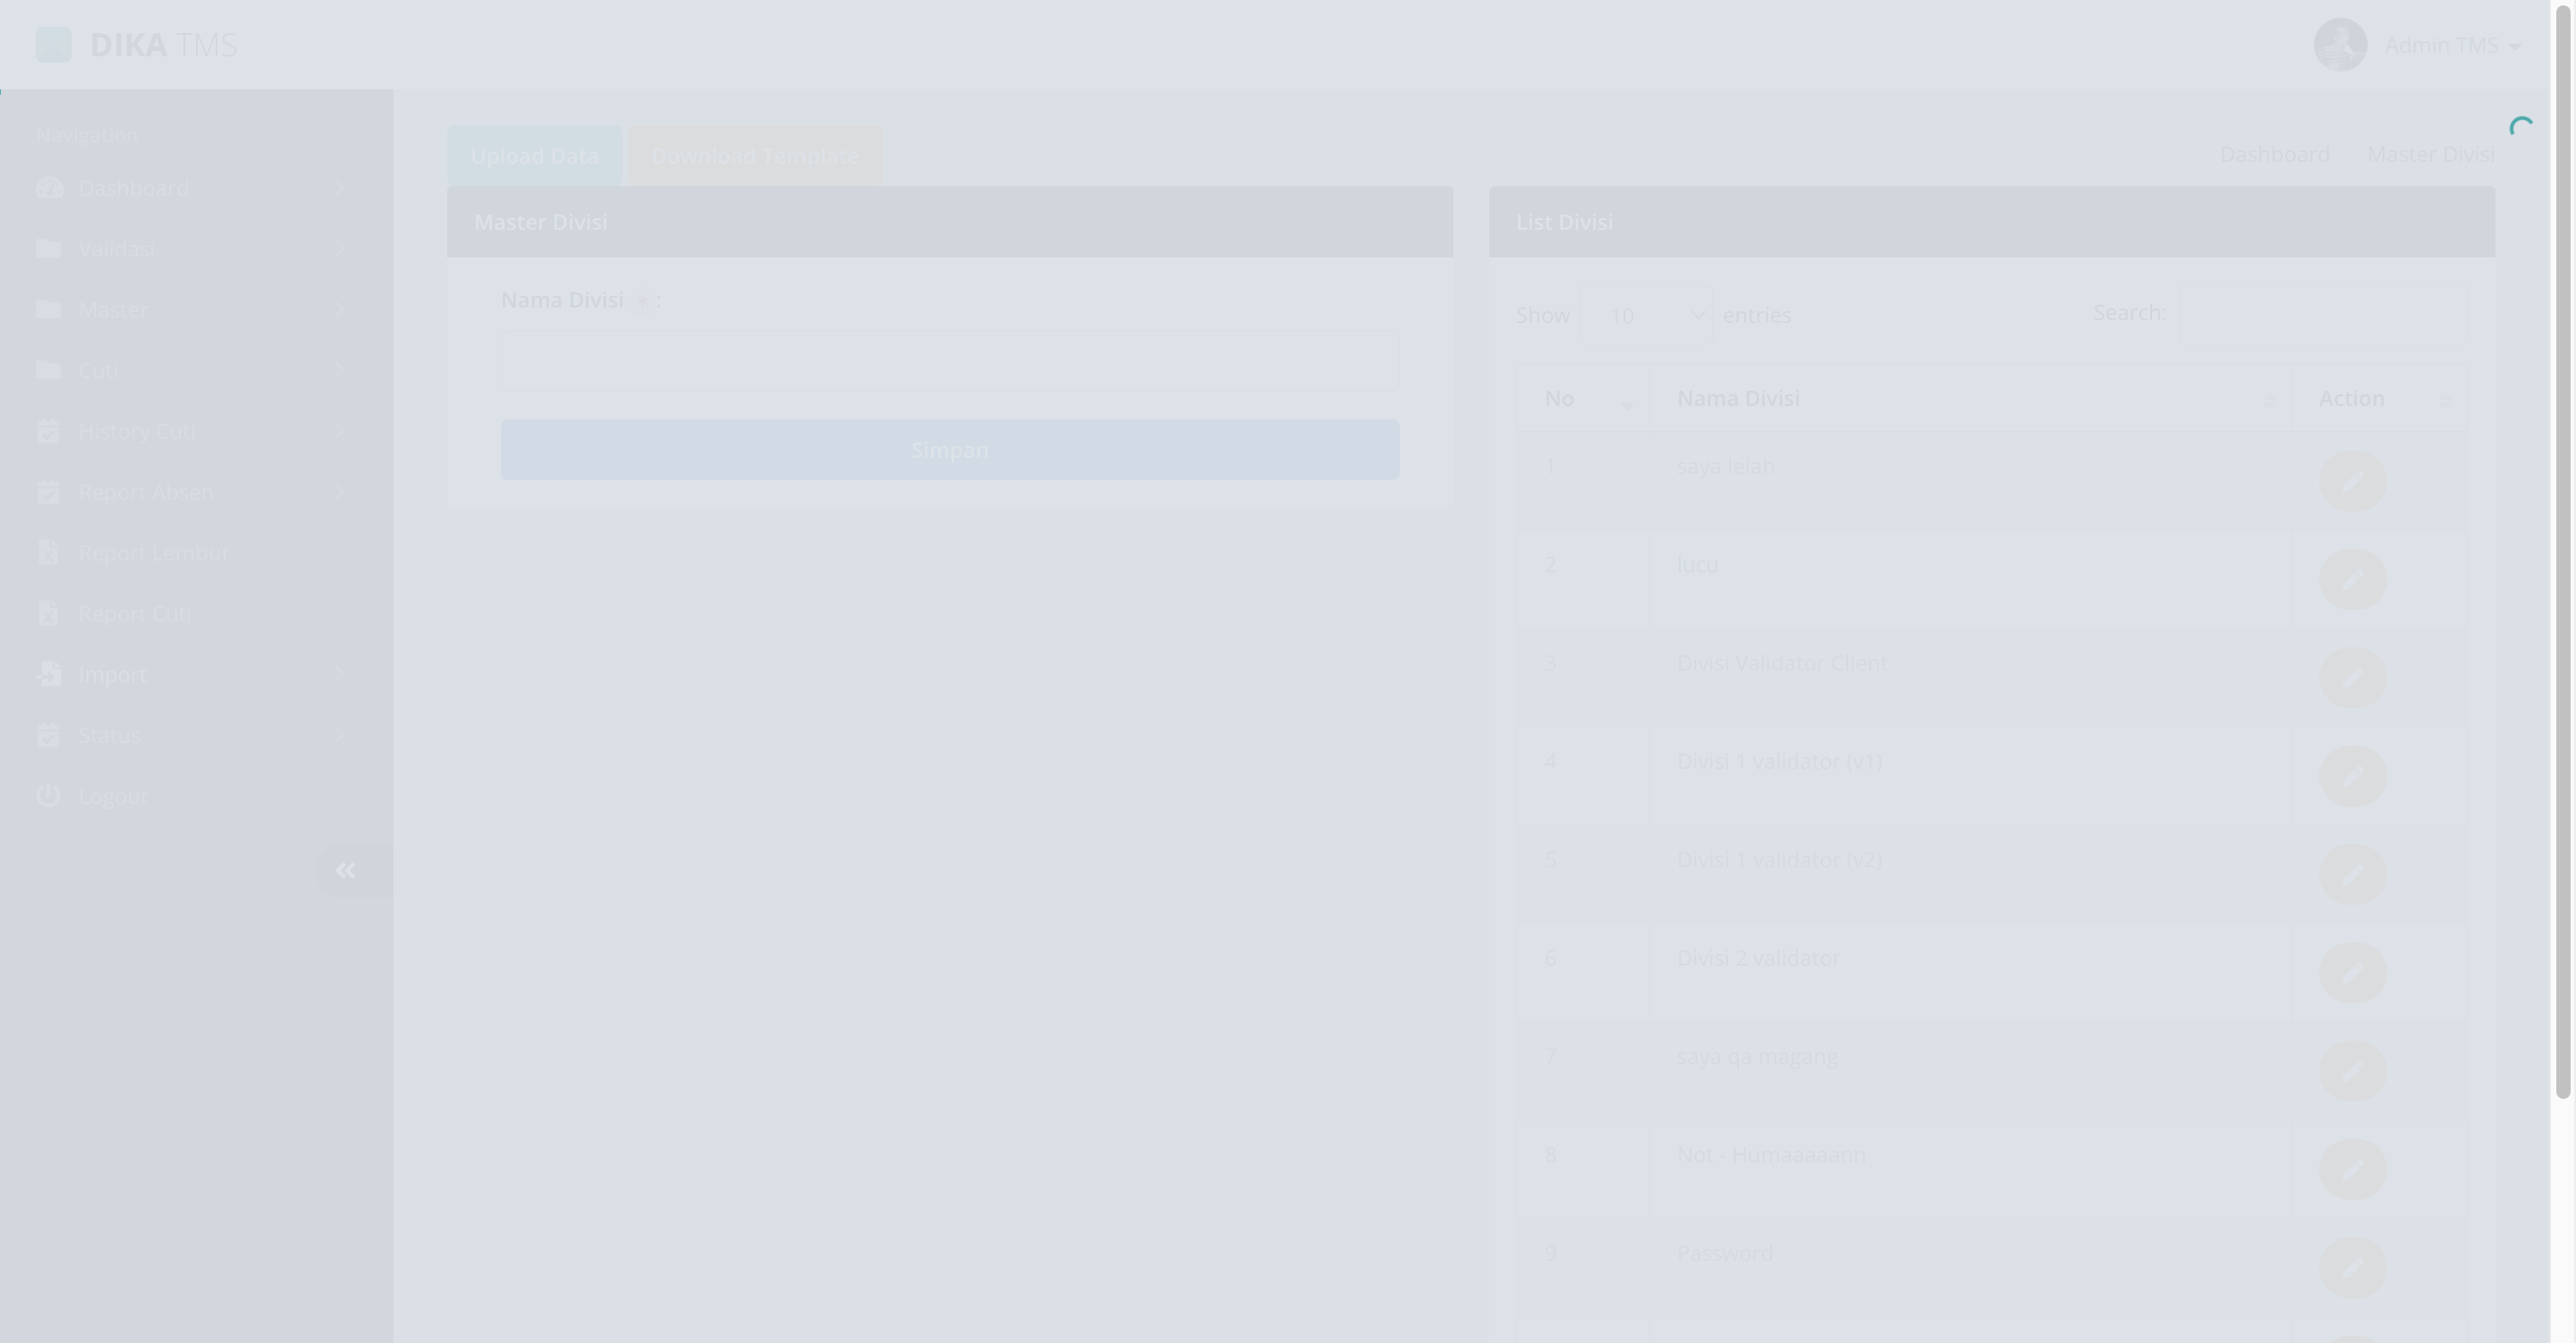 DIKA TMS
Admin TMS
Navigation
Dashboard
Validasi
Master
Cuti
History Cuti
Report Absen
Report Lembur
Report Cuti
Import
Status
Logout
Upload Data
Download Template
Dashboard Master Divisi
Master Divisi
Nama Divisi * :
Simpan
List Divisi
Show 10 entries
Search:
No Nama Divisi Action
1 saya lelah
2 lucu
3 Divisi Validator Client
4 Divisi 1 validator (v1)
5 Divisi 1 validator (v2)
6 Divisi 2 validator
7 saya qa magang
8 Not - Humaaaaann
9 Password